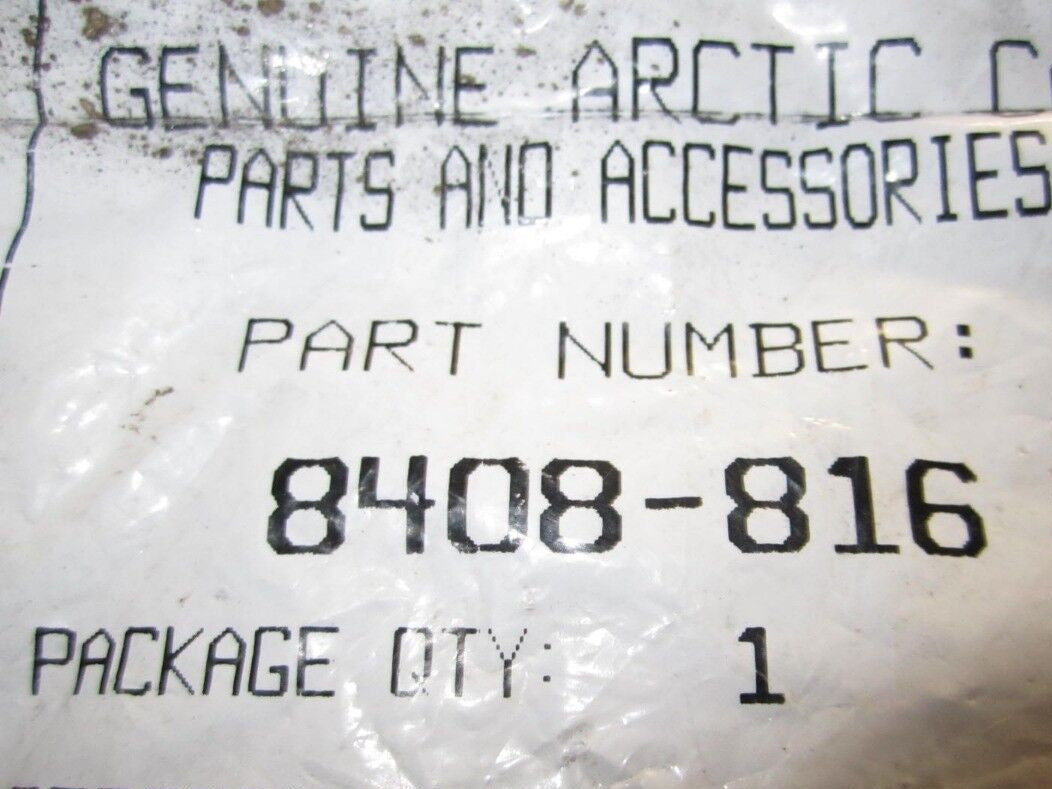 GENUINE ARCTIC C
PARTS AND ACCESSORIES
PART NUMBER:
8408-816
PACKAGE QTY: 1